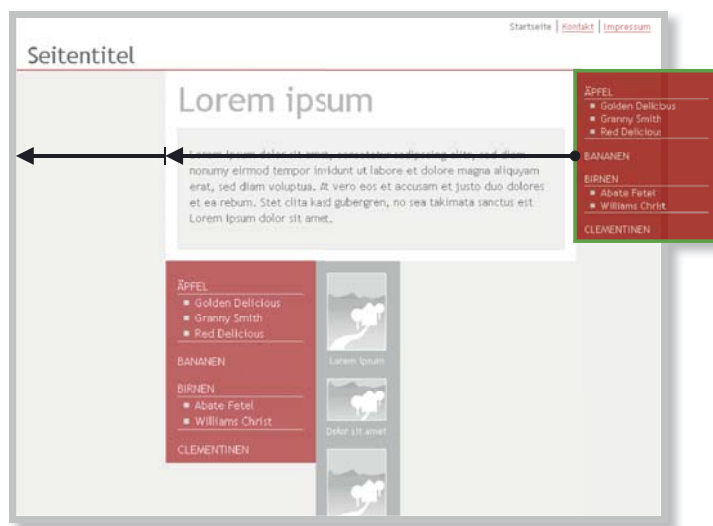 Startseite | Kontakt | Impressum
Seitentitel
Lorem ipsum
Lorem ipsum dolor sit amet, consetetur sadipscing elitr, sed diam
nonumy eirmod tempor invidunt ut labore et dolore magna aliquyam
erat, sed diam voluptua. At vero eos et accusam et justo duo dolores
et ea rebum. Stet clita kasd gubergren, no sea takimata sanctus est
Lorem ipsum dolor sit amet.
ÄPFEL
Golden Delicious
Granny Smith
Red Delicious
BANANEN
BIRNEN
Abate Fetel
Williams Christ
CLEMENTINEN
ÄPFEL
Golden Delicious
Granny Smith
Red Delicious
BANANEN
BIRNEN
Abate Fetel
Williams Christ
CLEMENTINEN
Lorem ipsum
Dolor sit amet